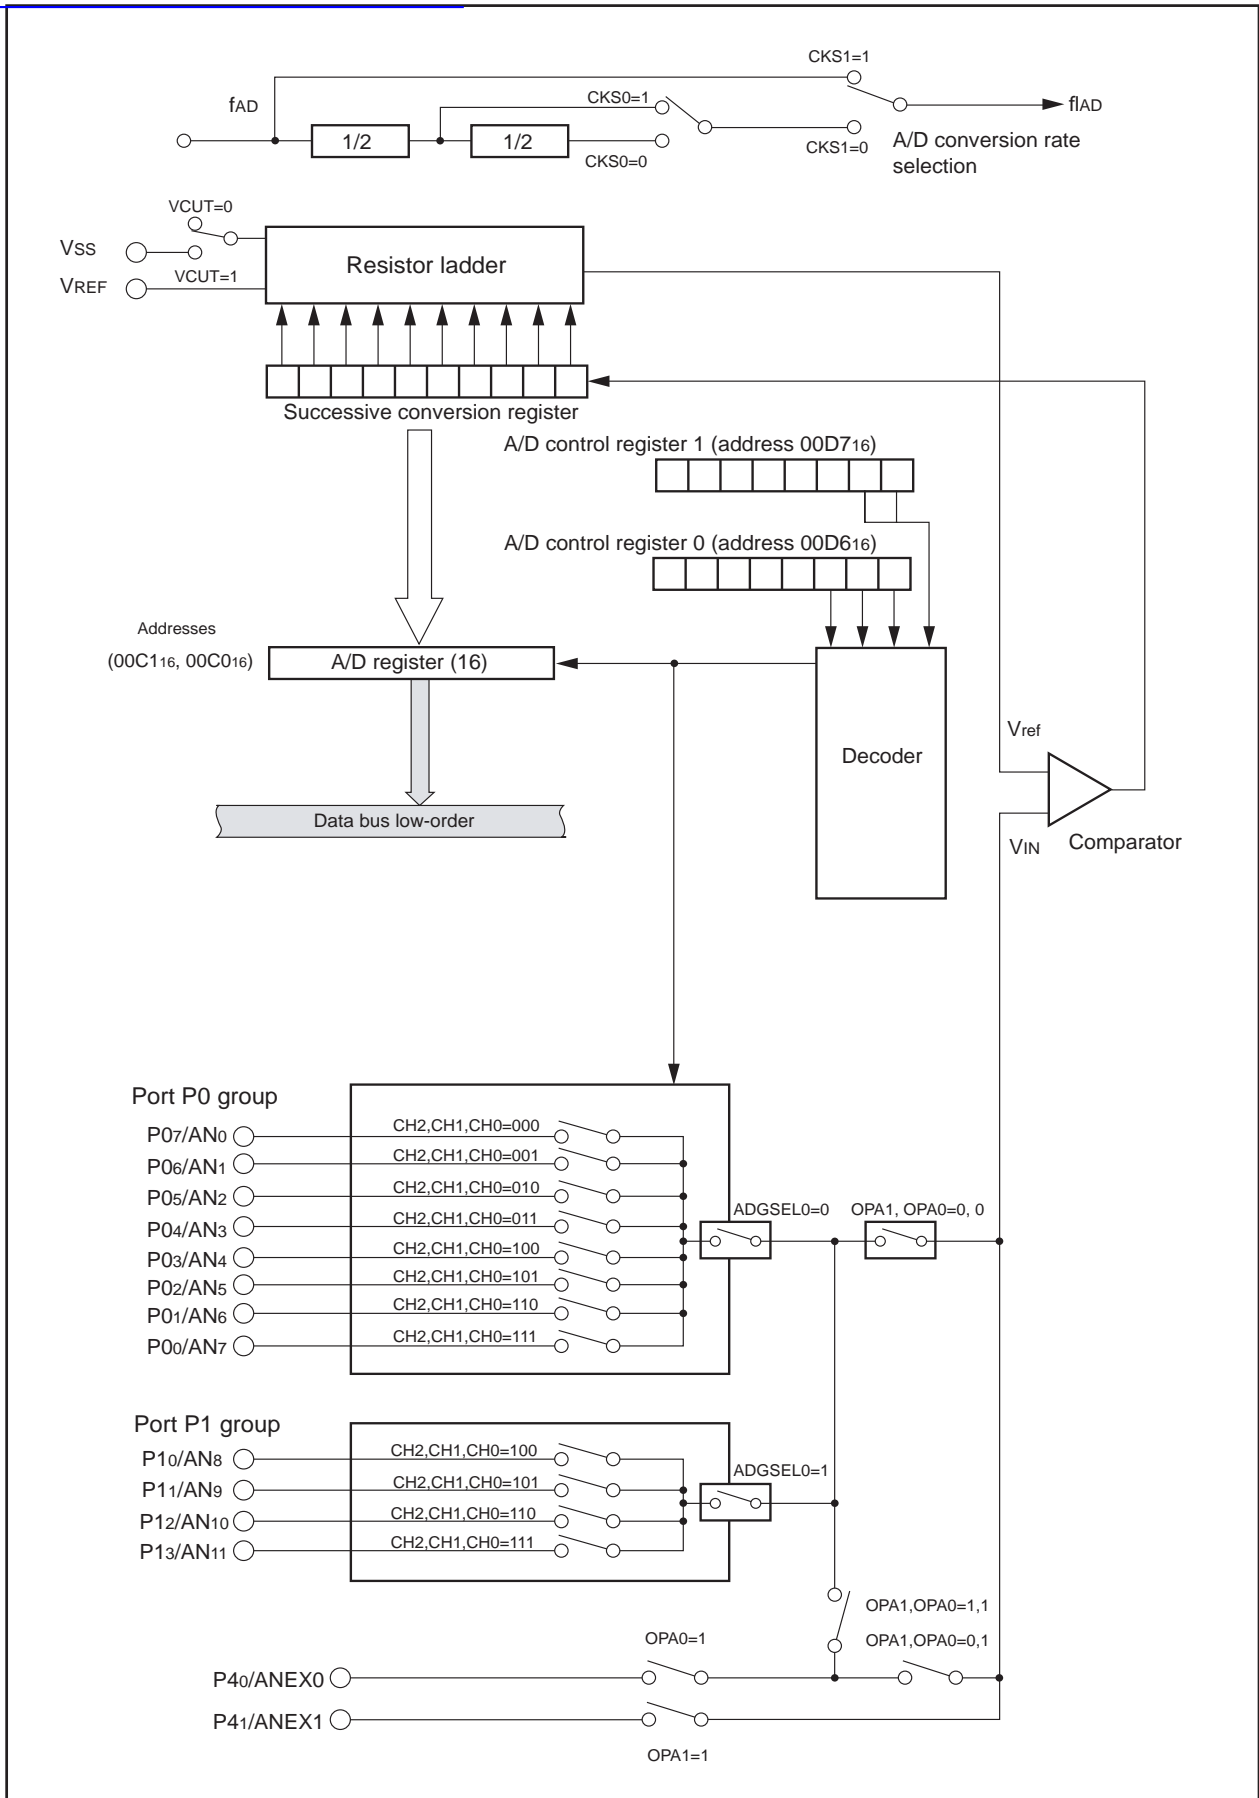 CKS1=1
fAD
CKS0=1
flAD
1/2
1/2
CKS0=0
CKS1=0
A/D conversion rate
selection
VCUT=0
VSS
Resistor ladder
VCUT=1
VREF
Successive conversion register
A/D control register 1 (address 00D716)
A/D control register 0 (address 00D616)
Addresses
(00C116, 00C016)
A/D register (16)
Decoder
Vref
Data bus low-order
VIN
Comparator
Port P0 group
P07/AN0
CH2,CH1,CH0=000
P06/AN1
CH2,CH1,CH0=001
P05/AN2
CH2,CH1,CH0=010
P04/AN3
CH2,CH1,CH0=011
ADGSEL0=0
OPA1, OPA0=0, 0
P03/AN4
CH2,CH1,CH0=100
P02/AN5
CH2,CH1,CH0=101
P01/AN6
CH2,CH1,CH0=110
P00/AN7
CH2,CH1,CH0=111
Port P1 group
P10/AN8
CH2,CH1,CH0=100
P11/AN9
CH2,CH1,CH0=101
ADGSEL0=1
P12/AN10
CH2,CH1,CH0=110
P13/AN11
CH2,CH1,CH0=111
OPA1,OPA0=1,1
OPA0=1
OPA1,OPA0=0,1
P40/ANEX0
P41/ANEX1
OPA1=1